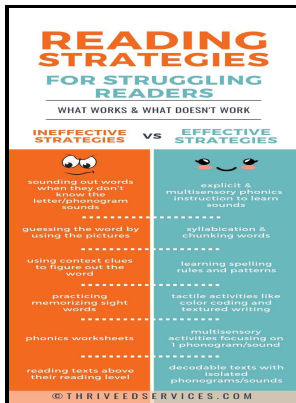 READING
STRATEGIES
FOR STRUGGLING
READERS
WHAT WORKS & WHAT DOESN'T WORK
INEFFECTIVE
STRATEGIES
VS
EFFECTIVE
STRATEGIES
sounding out words
when they don't
know the
letter/phonogram
sounds
explicit &
multisensory phonics
instruction to learn
sounds
guessing the word by
using the pictures
syllabication &
chunking words
using context clues
to figure out the
word
learning spelling
rules and patterns
practicing
memorizing sight
words
tactile activities like
color coding and
textured writing
phonics worksheets
multisensory
activities focusing on
1 phonogram/sound
reading texts above
their reading level
decodable texts with
isolated
phonograms/sounds
©THRIVEEDSERVICES.COM